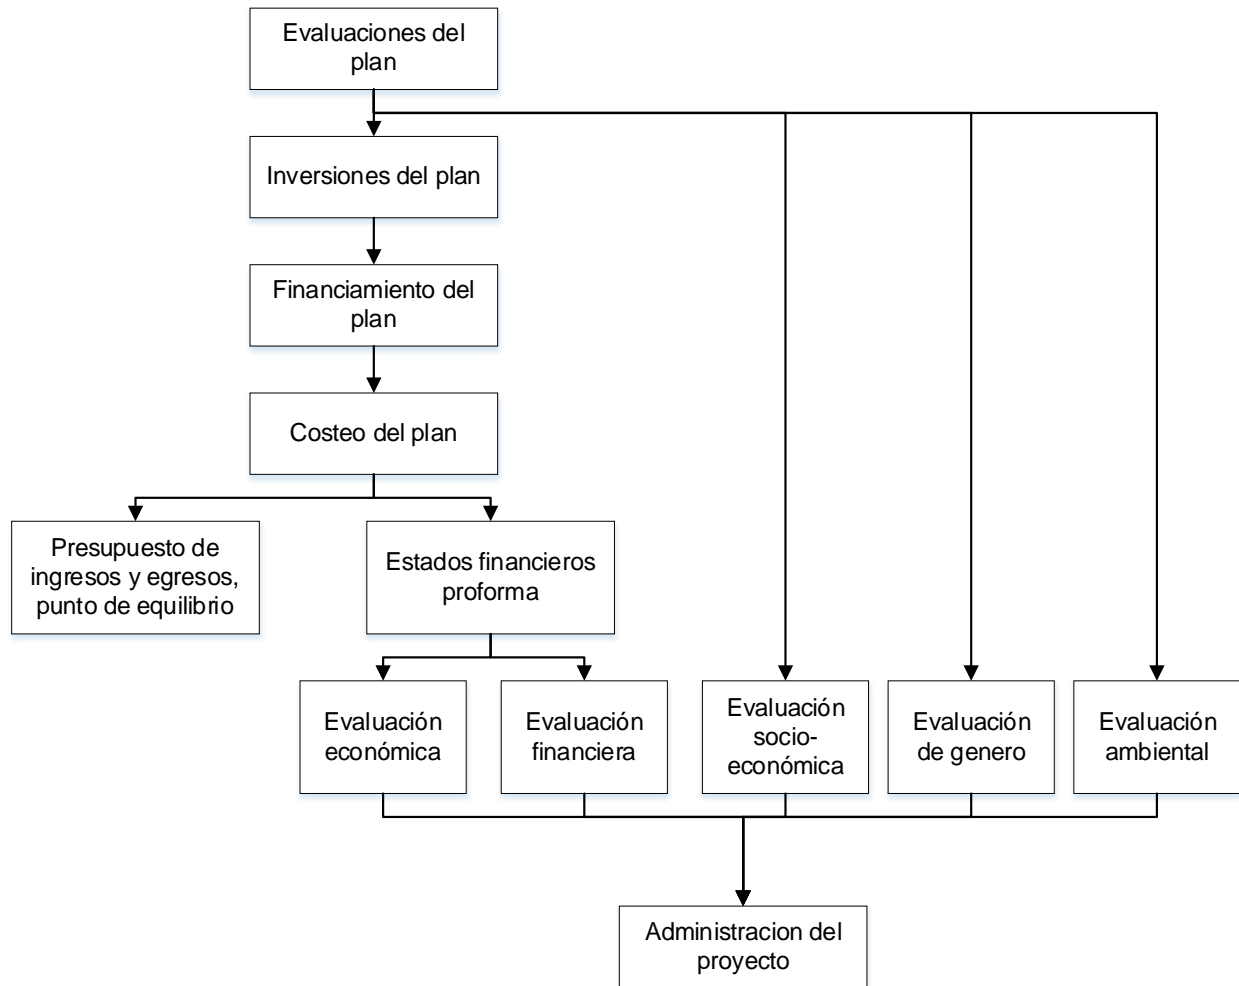 Evaluaciones del
plan
Inversiones del plan
Financiamiento del
plan
Costeo del plan
Presupuesto de
ingresos y egresos,
punto de equilibrio
Estados financieros
proforma
Evaluación
económica
Evaluación
financiera
Evaluación
socio-
económica
Evaluación
de genero
Evaluación
ambiental
Administracion del
proyecto